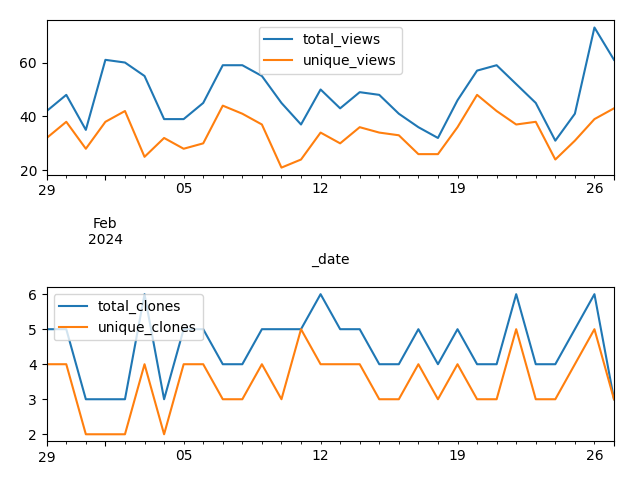 total_views
unique_views
60
40
20
29 05 12 19 26
Feb
2024
_date
total_clones
unique_clones
6
5
4
3
2
29 05 12 19 26